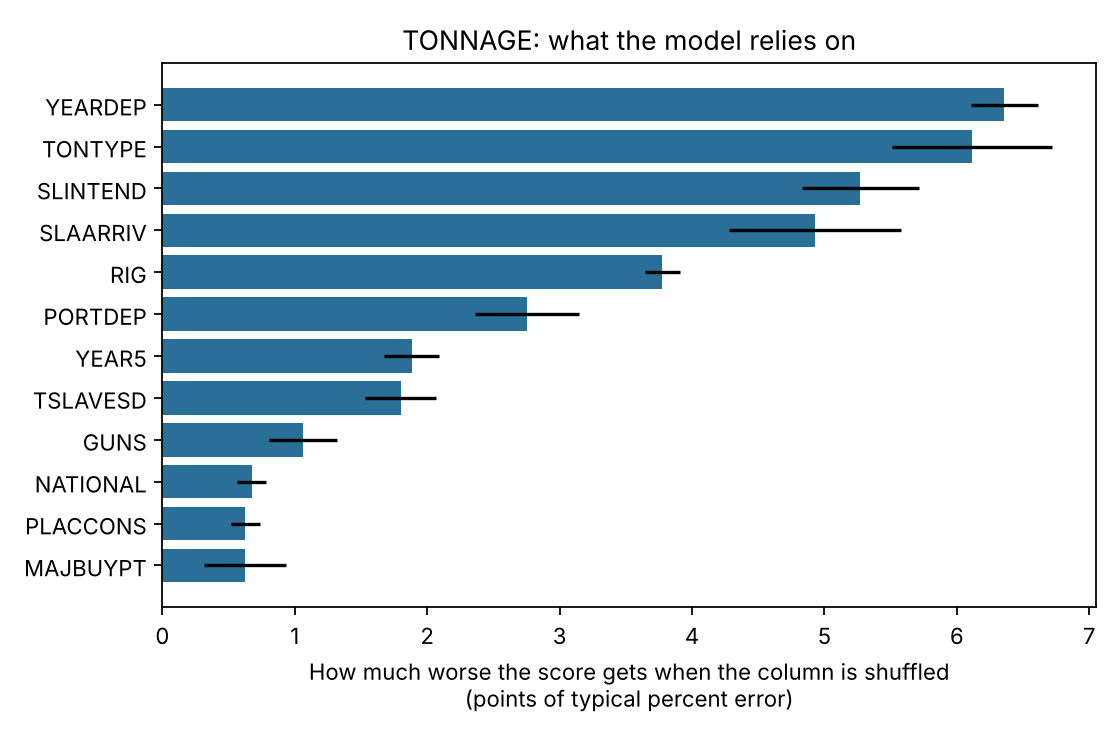 TONNAGE: what the model relies on
YEARDEP
TONTYPE
SLINTEND
SLAARRIV
RIG
PORTDEP
YEAR5
TSLAVESD
GUNS
NATIONAL
PLACCONS
MAJBUYPT
0 1 2 3 4 5 6 7
How much worse the score gets when the column is shuffled
(points of typical percent error)